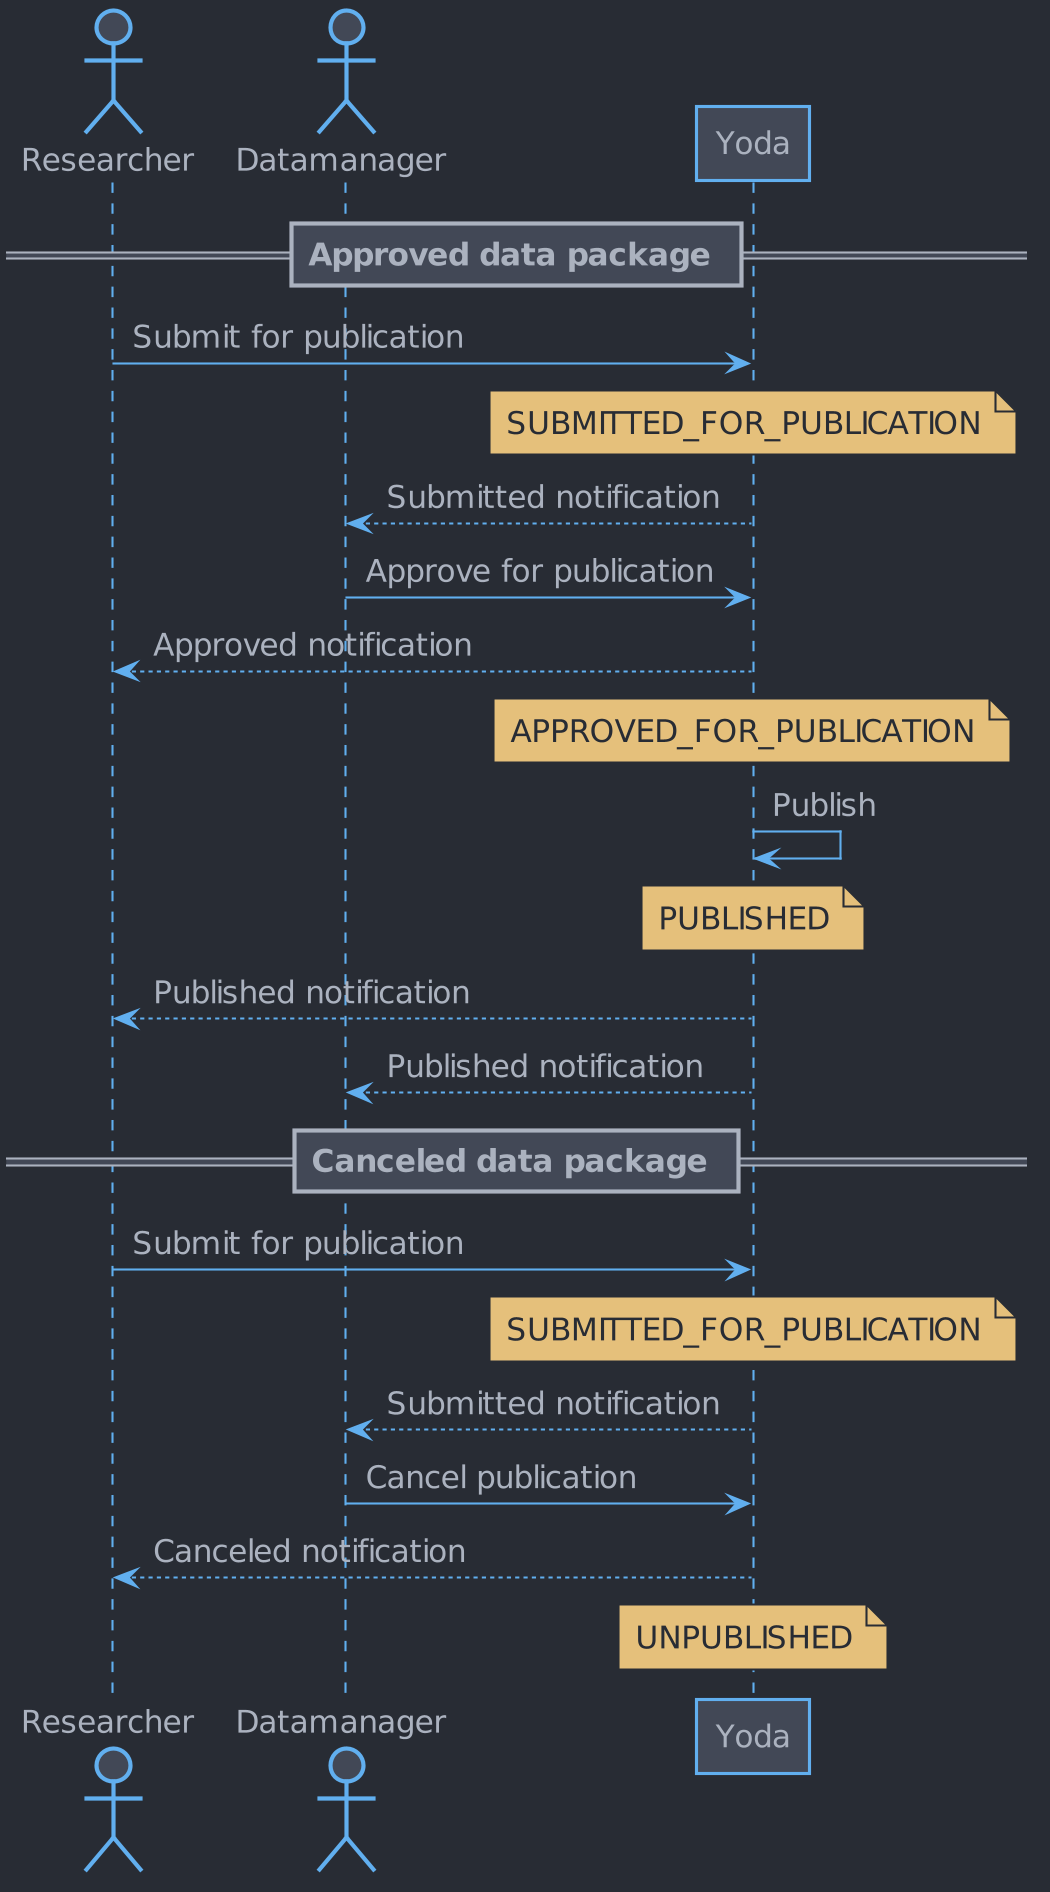 Researcher
Datamanager
Yoda
Approved data package
Submit for publication
SUBMITTED_FOR_PUBLICATION
Submitted notification
Approve for publication
Approved notification
APPROVED_FOR_PUBLICATION
Publish
PUBLISHED
Published notification
Published notification
Canceled data package
Submit for publication
SUBMITTED_FOR_PUBLICATION
Submitted notification
Cancel publication
Canceled notification
UNPUBLISHED
Researcher
Datamanager
Yoda